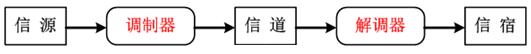 信 源 调制器 信 道 解调器 信 宿